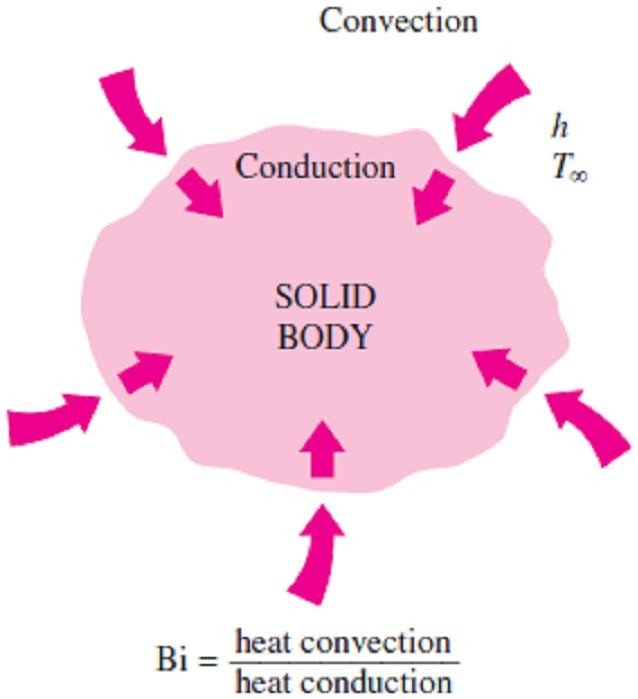 Convection
h
T∞
Conduction
SOLID
BODY
Bi = heat convection
heat conduction